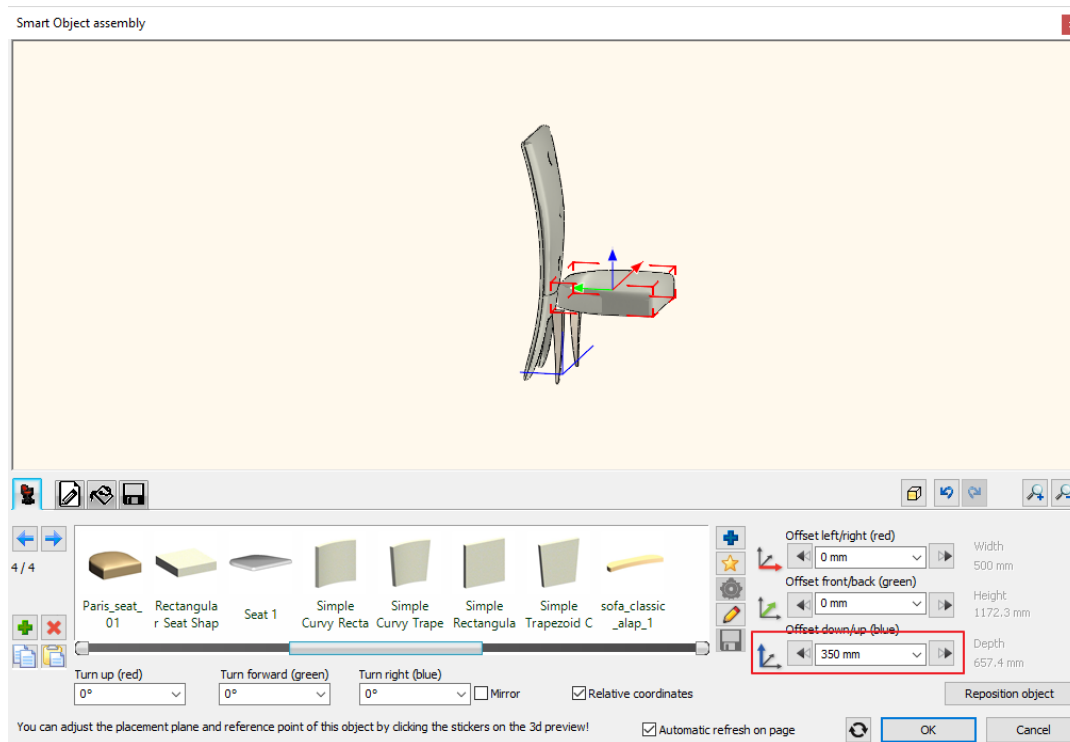 Smart Object assembly
4 / 4
Paris_seat_
01
Rectangula
r Seat Shap
Seat 1
Simple
Curvy Recta
Simple
Curvy Trape
Simple
Rectangula
Simple
Trapezoid C
sofa_classic
_alap_1
Offset left/right (red)
0 mm
Offset front/back (green)
0 mm
Offset down/up (blue)
350 mm
Width
500 mm
Height
1172.3 mm
Depth
657.4 mm
Turn up (red)
0°
Turn forward (green)
0°
Turn right (blue)
0°
Mirror
Relative coordinates
Reposition object
You can adjust the placement plane and reference point of this object by clicking the stickers on the 3d preview!
Automatic refresh on page
OK
Cancel